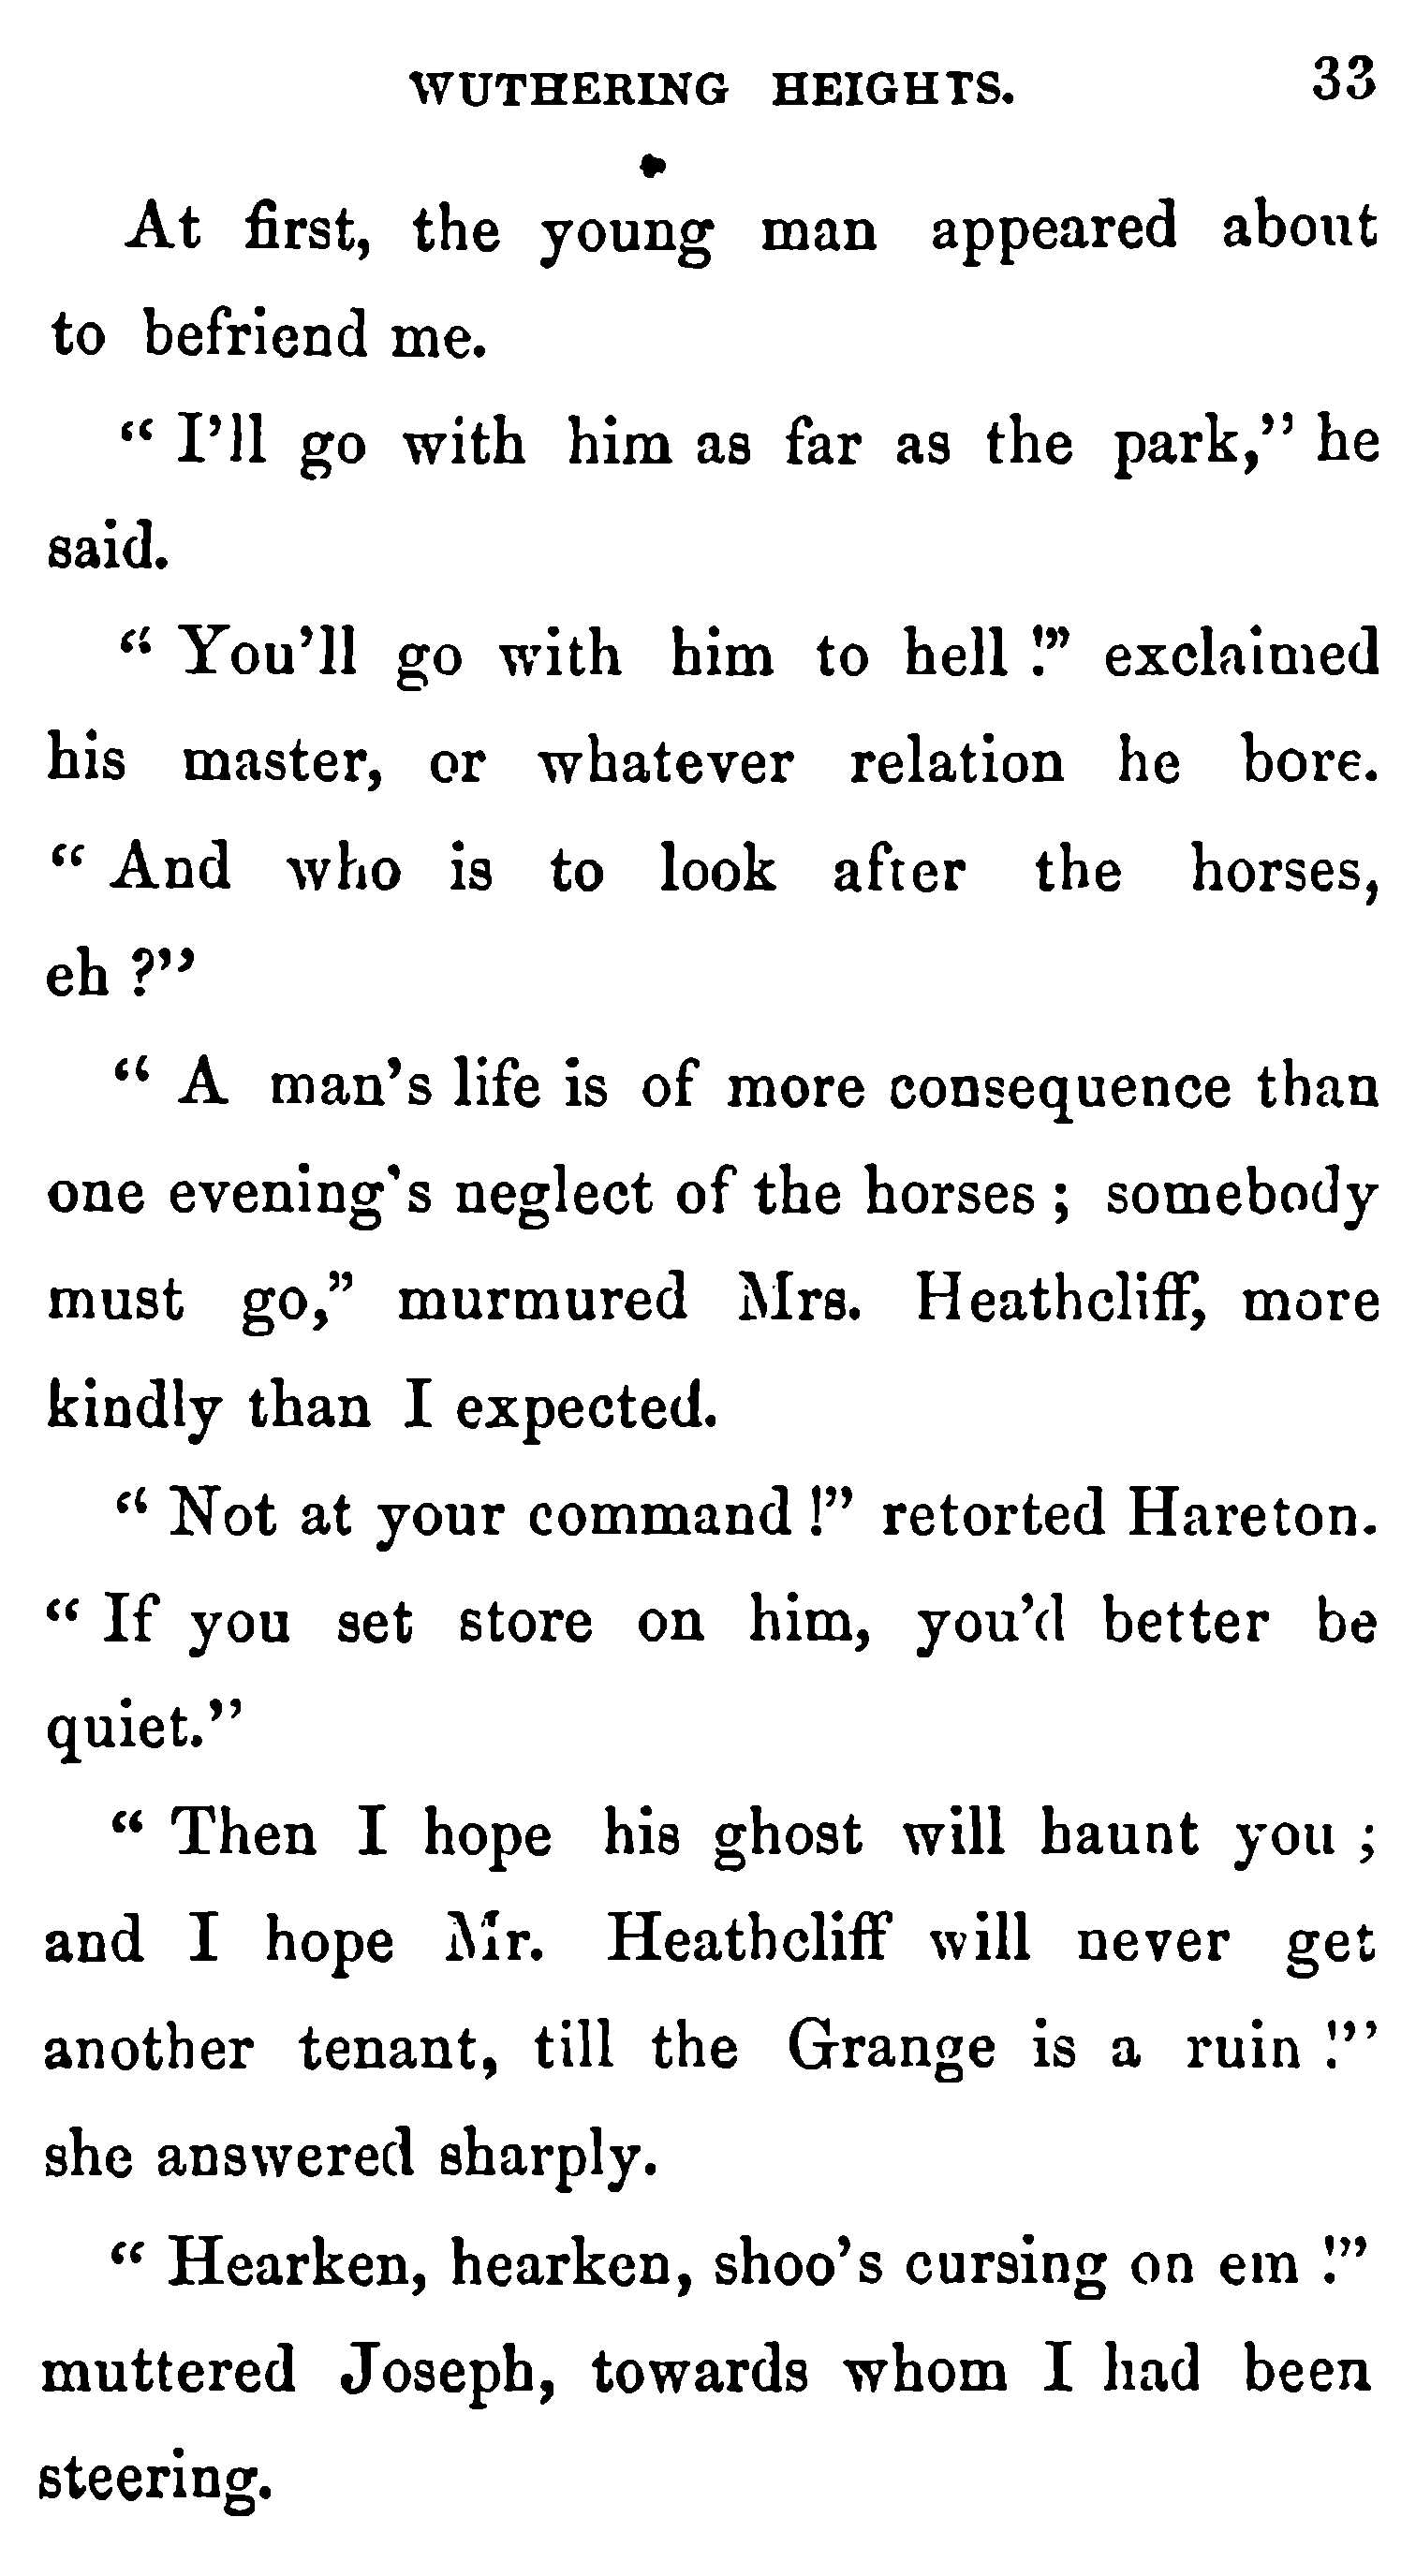 WUTHERING HEIGHTS. 33
At first, the young man appeared about
to befriend me.
“ I’ll go with him as far as the park,” he
said.
“ You’ll go with him to hell !” exclaimed
his master, or whatever relation he bore.
“ And who is to look after the horses,
eh ?”
“ A man’s life is of more consequence than
one evening’s neglect of the horses ; somebody
must go,” murmured Mrs. Heathcliff, more
kindly than I expected.
“ Not at your command !” retorted Hareton.
“ If you set store on him, you’d better be
quiet.”
“ Then I hope his ghost will haunt you ;
and I hope Mr. Heathcliff will never get
another tenant, till the Grange is a ruin !”
she answered sharply.
“ Hearken, hearken, shoo’s cursing on em !”
muttered Joseph, towards whom I had been
steering.